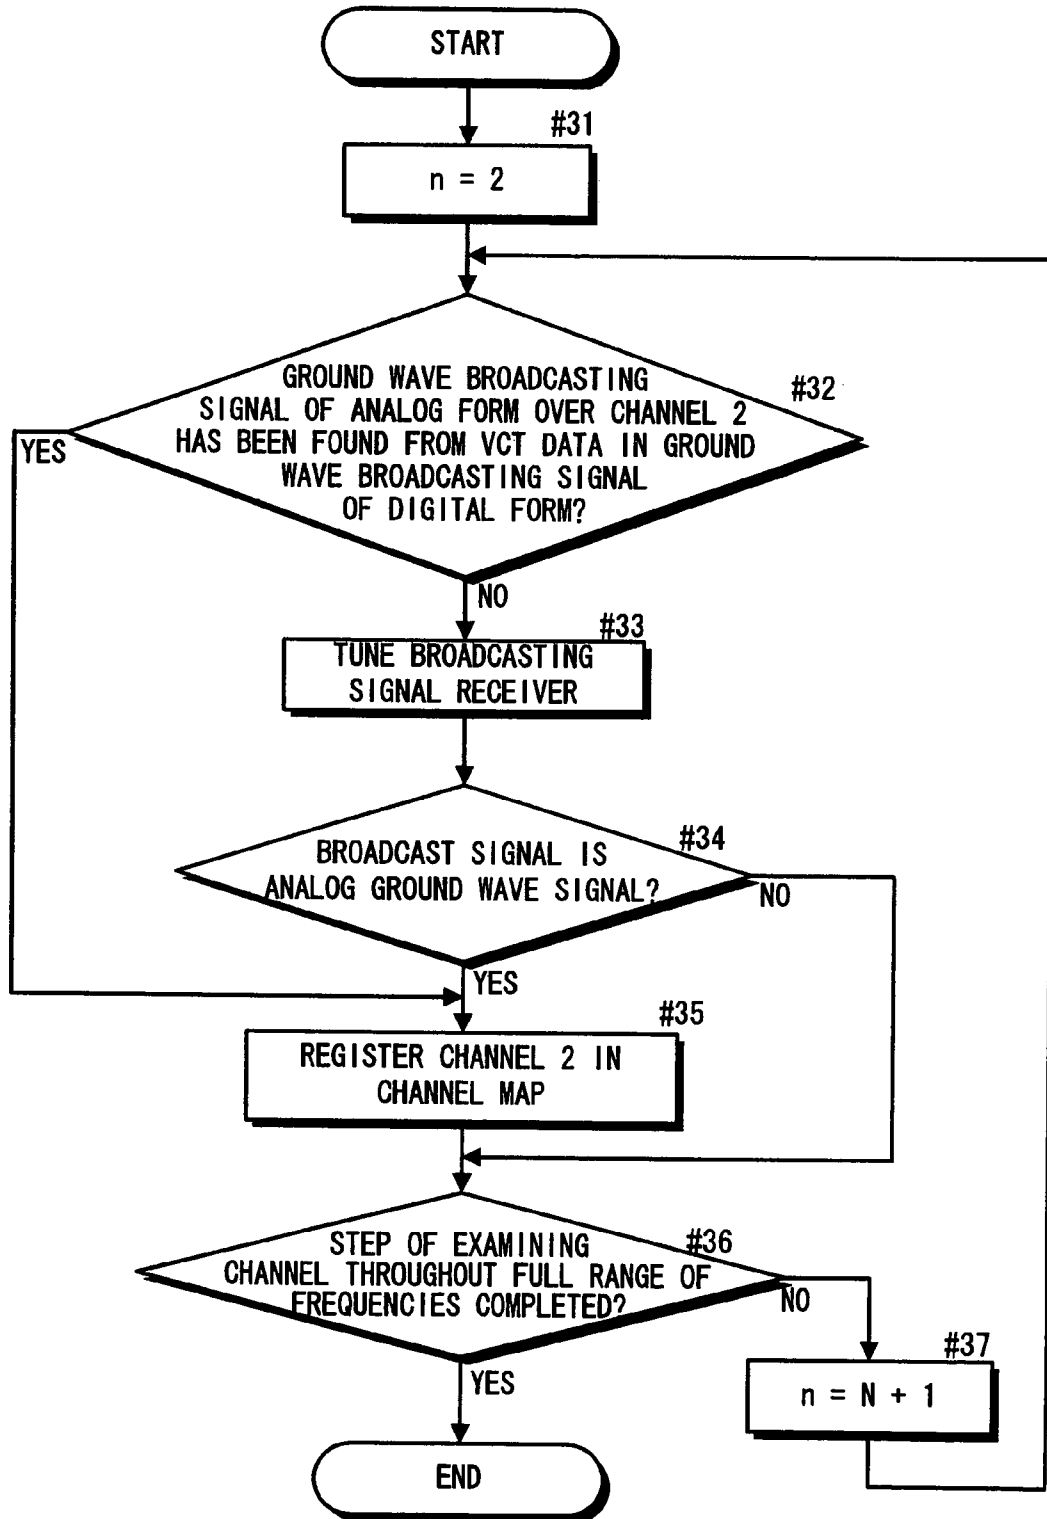 START
#31
n = 2
#32
GROUND WAVE BROADCASTING
SIGNAL OF ANALOG FORM OVER CHANNEL 2
HAS BEEN FOUND FROM VCT DATA IN GROUND
WAVE BROADCASTING SIGNAL
OF DIGITAL FORM?
YES
NO
#33
TUNE BROADCASTING
SIGNAL RECEIVER
#34
BROADCAST SIGNAL IS
ANALOG GROUND WAVE SIGNAL?
NO
YES
#35
REGISTER CHANNEL 2 IN
CHANNEL MAP
#36
STEP OF EXAMINING
CHANNEL THROUGHOUT FULL RANGE OF
FREQUENCIES COMPLETED?
NO
#37
n = N + 1
YES
END